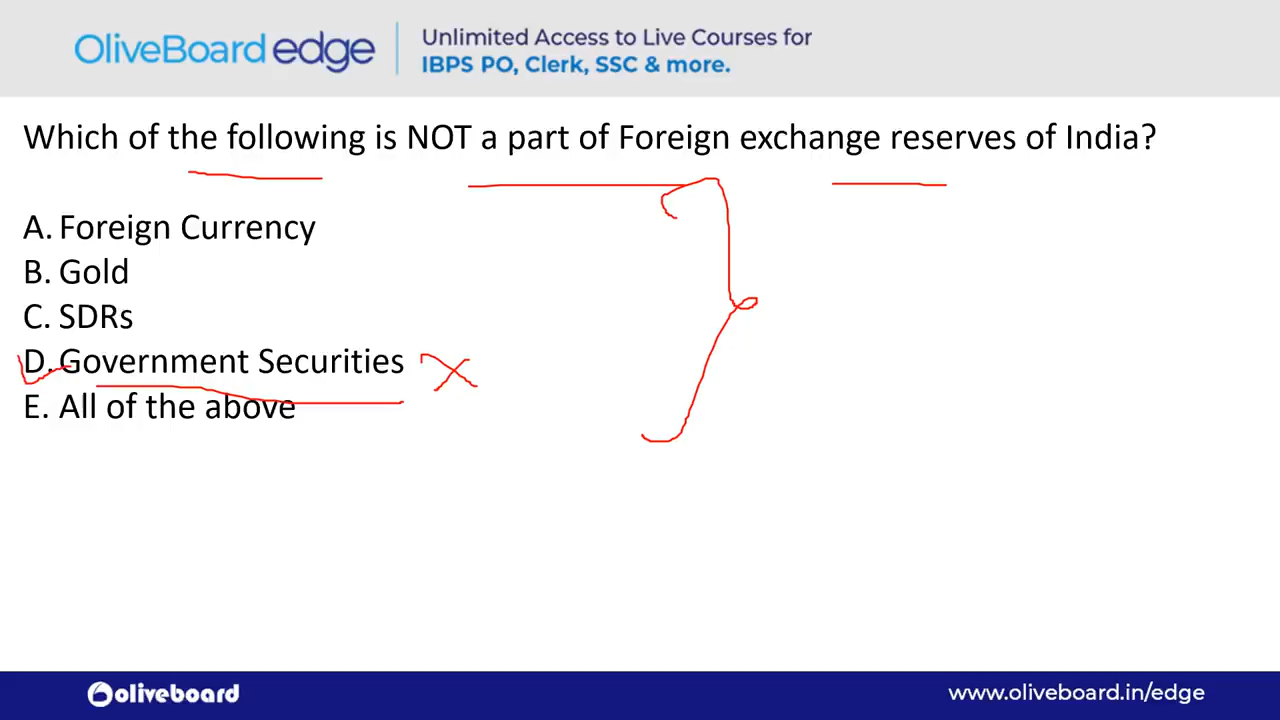 OliveBoard edge
Unlimited Access to Live Courses for
IBPS PO, Clerk, SSC & more.
Which of the following is NOT a part of Foreign exchange reserves of India?
A. Foreign Currency
B. Gold
C. SDRs
D. Government Securities
E. All of the above
oliveboard
www.oliveboard.in/edge